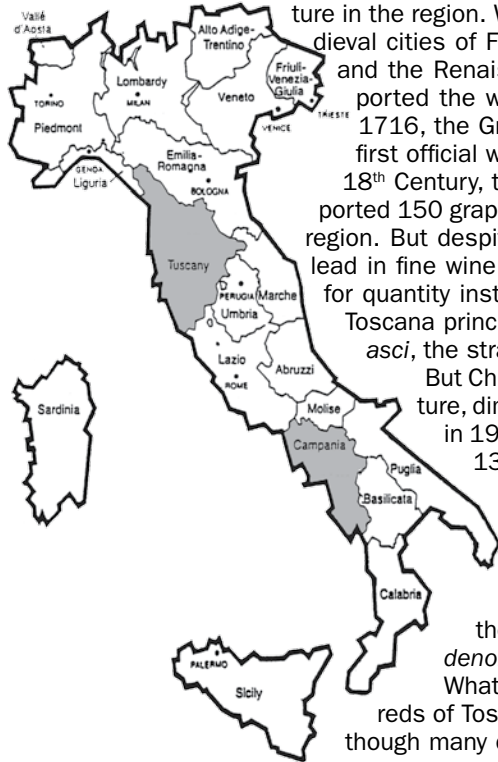 ture in the region. W
dieval cities of F
and the Renais
ported the w
1716, the Gr
first official w
18th Century, t
ported 150 grap
region. But despit
lead in fine wine
for quantity inst
Toscana princ
asci, the stra
But Ch
ture, dir
in 19
13
the
deno
What
reds of Tos
though many
Vallé
d'Aosta
Alto Adige-
Trentino
Friuli-
Venezia-
Giulia
Lombardy
MILAN
Veneto
TORINO
Piedmont
VENICE
TRIESTE
GENOA
Liguria
Emilia-
Romagna
BOLOGNA
Tuscany
PERUGIA
Marche
Umbria
Lazio
ROME
Abruzzi
Molise
Sardinia
Campania
Puglia
Basilicata
Calabria
PALERMO
Sicily